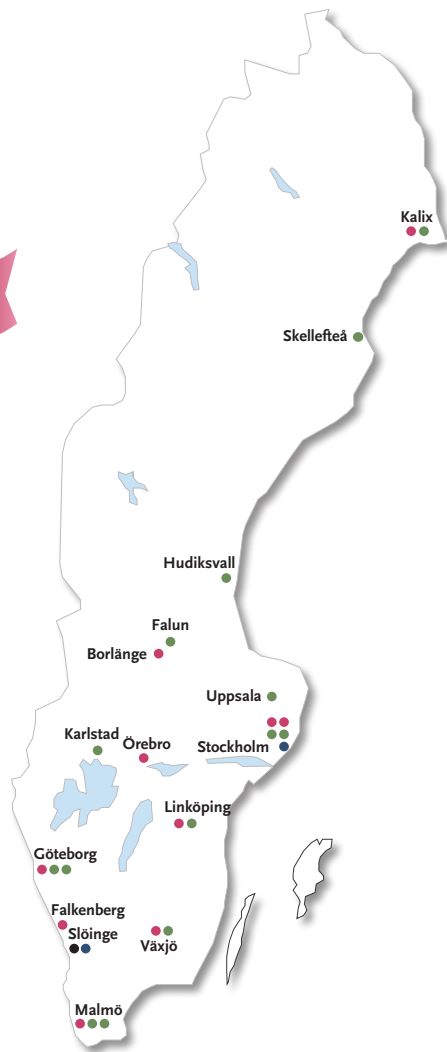 Kalix
Skellefteå
Hudiksvall
Falun
Borlänge
Uppsala
Karlstad
Örebro
Stockholm
Linköping
Göteborg
Falkenberg
Slöinge
Växjö
Malmö